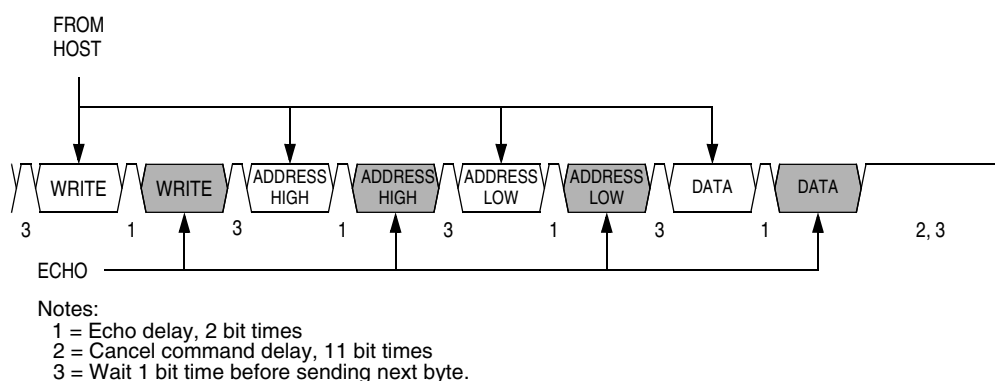 FROM
HOST
WRITE
WRITE
ADDRESS
HIGH
ADDRESS
HIGH
ADDRESS
LOW
ADDRESS
LOW
DATA
DATA
3
1
3
1
3
1
3
1
2, 3
ECHO
Notes:
1 = Echo delay, 2 bit times
2 = Cancel command delay, 11 bit times
3 = Wait 1 bit time before sending next byte.